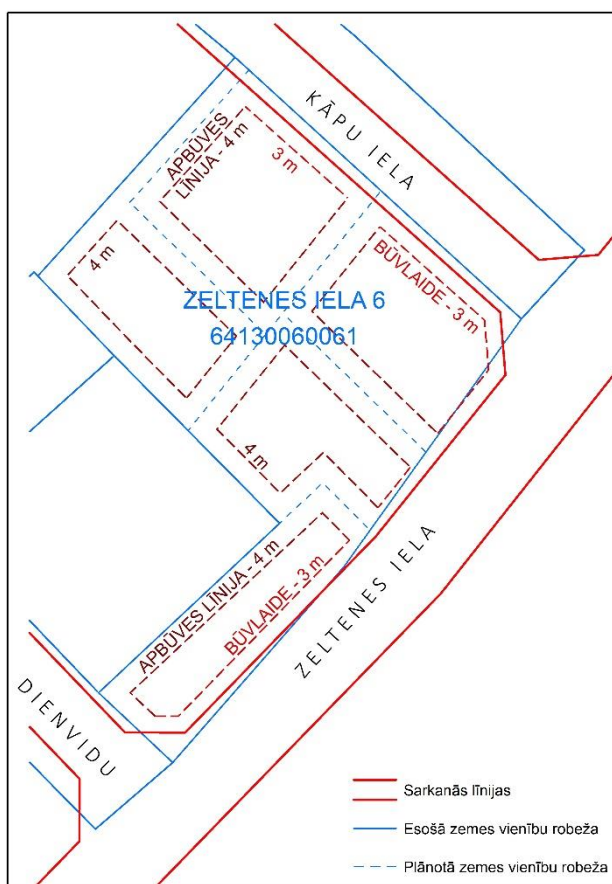 KĀPU IELA
APBŪVES
LĪNIJA - 4 m
3 m
4 m
BŪVLAIDE - 3 m
ZELTENES IELA 6
64130060061
4 m
APBŪVES LĪNIJA - 4 m
BŪVLAIDE - 3 m
ZELTENES IELA
DIENVIDU
Sarkanās līnijas
Esošā zemes vienību robeža
Plānotā zemes vienību robeža